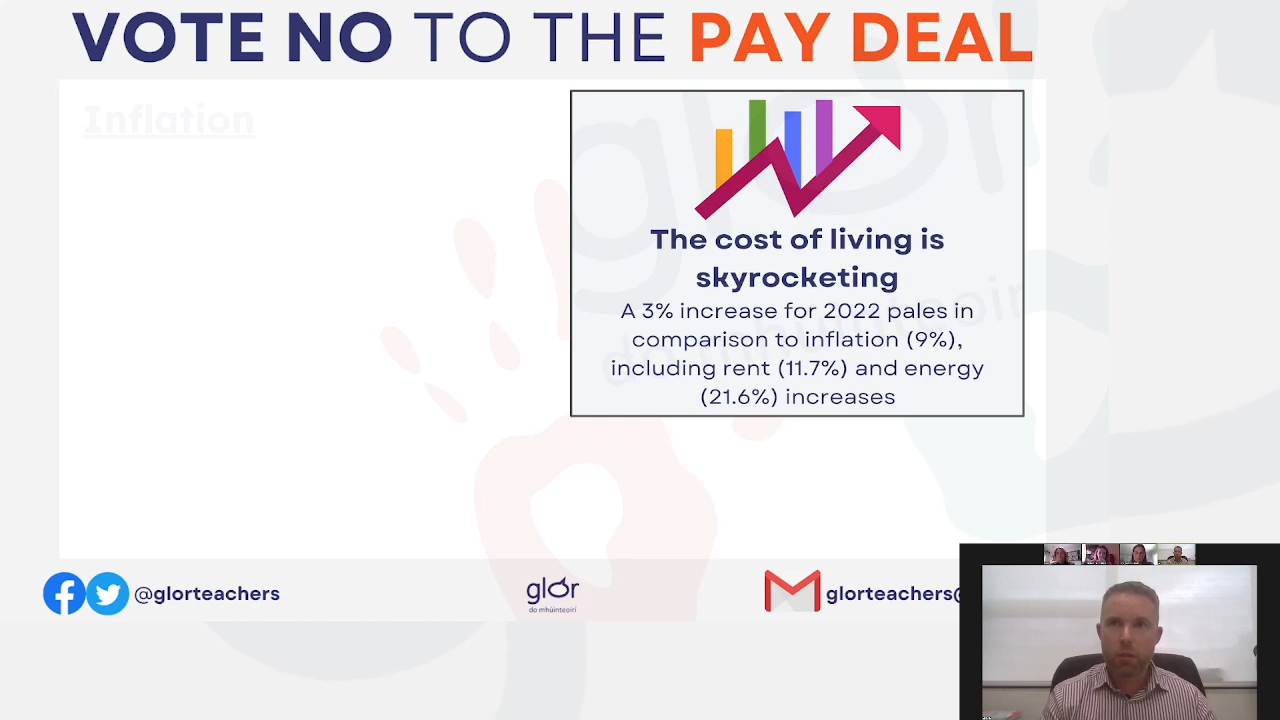 VOTE NO TO THE PAY DEAL
Inflation
The cost of living is
skyrocketing
A 3% increase for 2022 pales in
comparison to inflation (9%),
including rent (11.7%) and energy
(21.6%) increases
@glorteachers
glór
do mhúinteoirí
glorteachers@